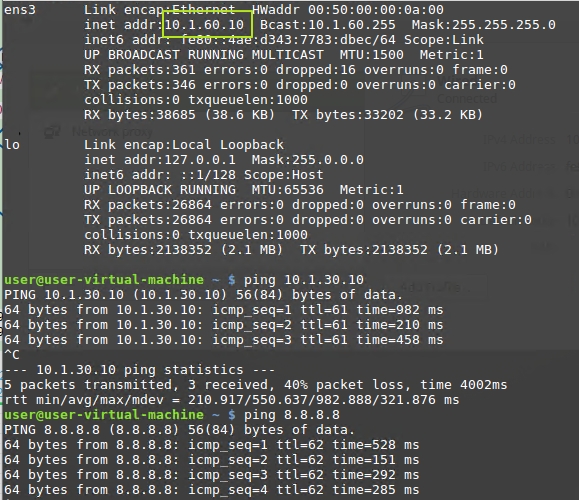 ens3 Link encap:Ethernet HWaddr 00:50:00:00:0a:00
inet addr:10.1.60.10 Bcast:10.1.60.255 Mask:255.255.255.0
inet6 addr: fe80::4ae:d343:7783:dbec/64 Scope:Link
UP BROADCAST RUNNING MULTICAST MTU:1500 Metric:1
RX packets:361 errors:0 dropped:16 overruns:0 frame:0
TX packets:346 errors:0 dropped:0 overruns:0 carrier:0
collisions:0 txqueuelen:1000
RX bytes:38685 (38.6 KB) TX bytes:33202 (33.2 KB)
lo Link encap:Local Loopback
inet addr:127.0.0.1 Mask:255.0.0.0
inet6 addr: ::1/128 Scope:Host
UP LOOPBACK RUNNING MTU:65536 Metric:1
RX packets:26864 errors:0 dropped:0 overruns:0 frame:0
TX packets:26864 errors:0 dropped:0 overruns:0 carrier:0
collisions:0 txqueuelen:1000
RX bytes:2138352 (2.1 MB) TX bytes:2138352 (2.1 MB)
user@user-virtual-machine ~ $ ping 10.1.30.10
PING 10.1.30.10 (10.1.30.10) 56(84) bytes of data.
64 bytes from 10.1.30.10: icmp_seq=1 ttl=61 time=982 ms
64 bytes from 10.1.30.10: icmp_seq=2 ttl=61 time=210 ms
64 bytes from 10.1.30.10: icmp_seq=3 ttl=61 time=458 ms
^C
--- 10.1.30.10 ping statistics ---
5 packets transmitted, 3 received, 40% packet loss, time 4002ms
rtt min/avg/max/mdev = 210.917/550.637/982.888/321.876 ms
user@user-virtual-machine ~ $ ping 8.8.8.8
PING 8.8.8.8 (8.8.8.8) 56(84) bytes of data.
64 bytes from 8.8.8.8: icmp_seq=1 ttl=62 time=528 ms
64 bytes from 8.8.8.8: icmp_seq=2 ttl=62 time=151 ms
64 bytes from 8.8.8.8: icmp_seq=3 ttl=62 time=292 ms
64 bytes from 8.8.8.8: icmp_seq=4 ttl=62 time=285 ms